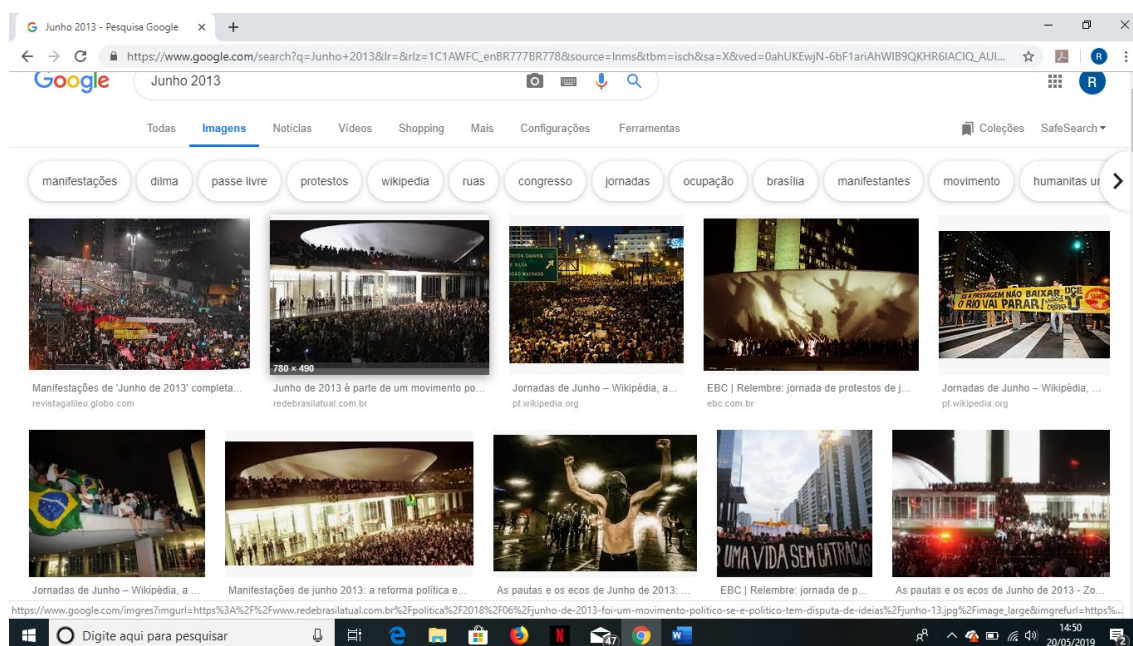 Junho 2013 - Pesquisa Google
https://www.google.com/search?q=Junho+2013&lr=&rlz=1C1AWFC_enBR777BR778&source=lnms&tbm=isch&sa=X&ved=0ahUKEwjN-6bF1ariAhWIB9QKHR6IACIQ_AUI...
R
Google
Junho 2013
R
Todas Imagens Notícias Vídeos Shopping Mais Configurações Ferramentas Coleções SafeSearch
manifestações dilma passe livre protestos wikipedia ruas congresso jornadas ocupação brasília manifestantes movimento humanitas ur
SE A PASSAGEM NÃO BAIXAR
O RIO VAI PARAR!
DCE
UNE
780 × 490
Manifestações de 'Junho de 2013' completa... Junho de 2013 é parte de um movimento po... Jornadas de Junho – Wikipédia, a... EBC | Relembre: jornada de protestos de j... Jornadas de Junho – Wikipédia, ...
revistagalileu.globo.com redebrasilatual.com.br pt.wikipedia.org ebc.com.br pt.wikipedia.org
UMA VIDA SEM CATRACAS
Jornadas de Junho – Wikipédia, a ... Manifestações de junho 2013: a reforma política e... As pautas e os ecos de Junho de 2013: ... EBC | Relembre: jornada de p... As pautas e os ecos de Junho de 2013 - Zo...
https://www.google.com/imgres?imgurl=https%3A%2F%2Fwww.redebrasilatual.com.br%2Fpolitica%2F2018%2F06%2Fjunho-de-2013-foi-um-movimento-politico-se-e-politico-tem-disputa-de-ideias%2Fjunho-13.jpg%2Fimage_large&imgrefurl=https%...
Digite aqui para pesquisar
47
14:50
20/05/2019
2